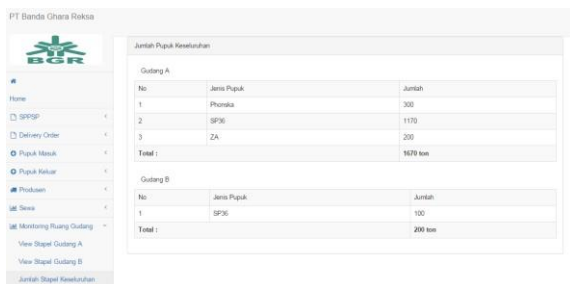 PT Banda Ghara Reksa
BGR
Home
SPPSP
Delivery Order
Pupuk Masuk
Pupuk Keluar
Produsen
Sewa
Monitoring Ruang Gudang
View Stapel Gudang A
View Stapel Gudang B
Jumlah Stapel Keseluruhan
Jumlah Pupuk Keseluruhan
Gudang A
No Jenis Pupuk Jumlah
1 Phonska 300
2 SP36 1170
3 ZA 200
Total : 1670 ton
Gudang B
No Jenis Pupuk Jumlah
1 SP36 100
Total : 200 ton